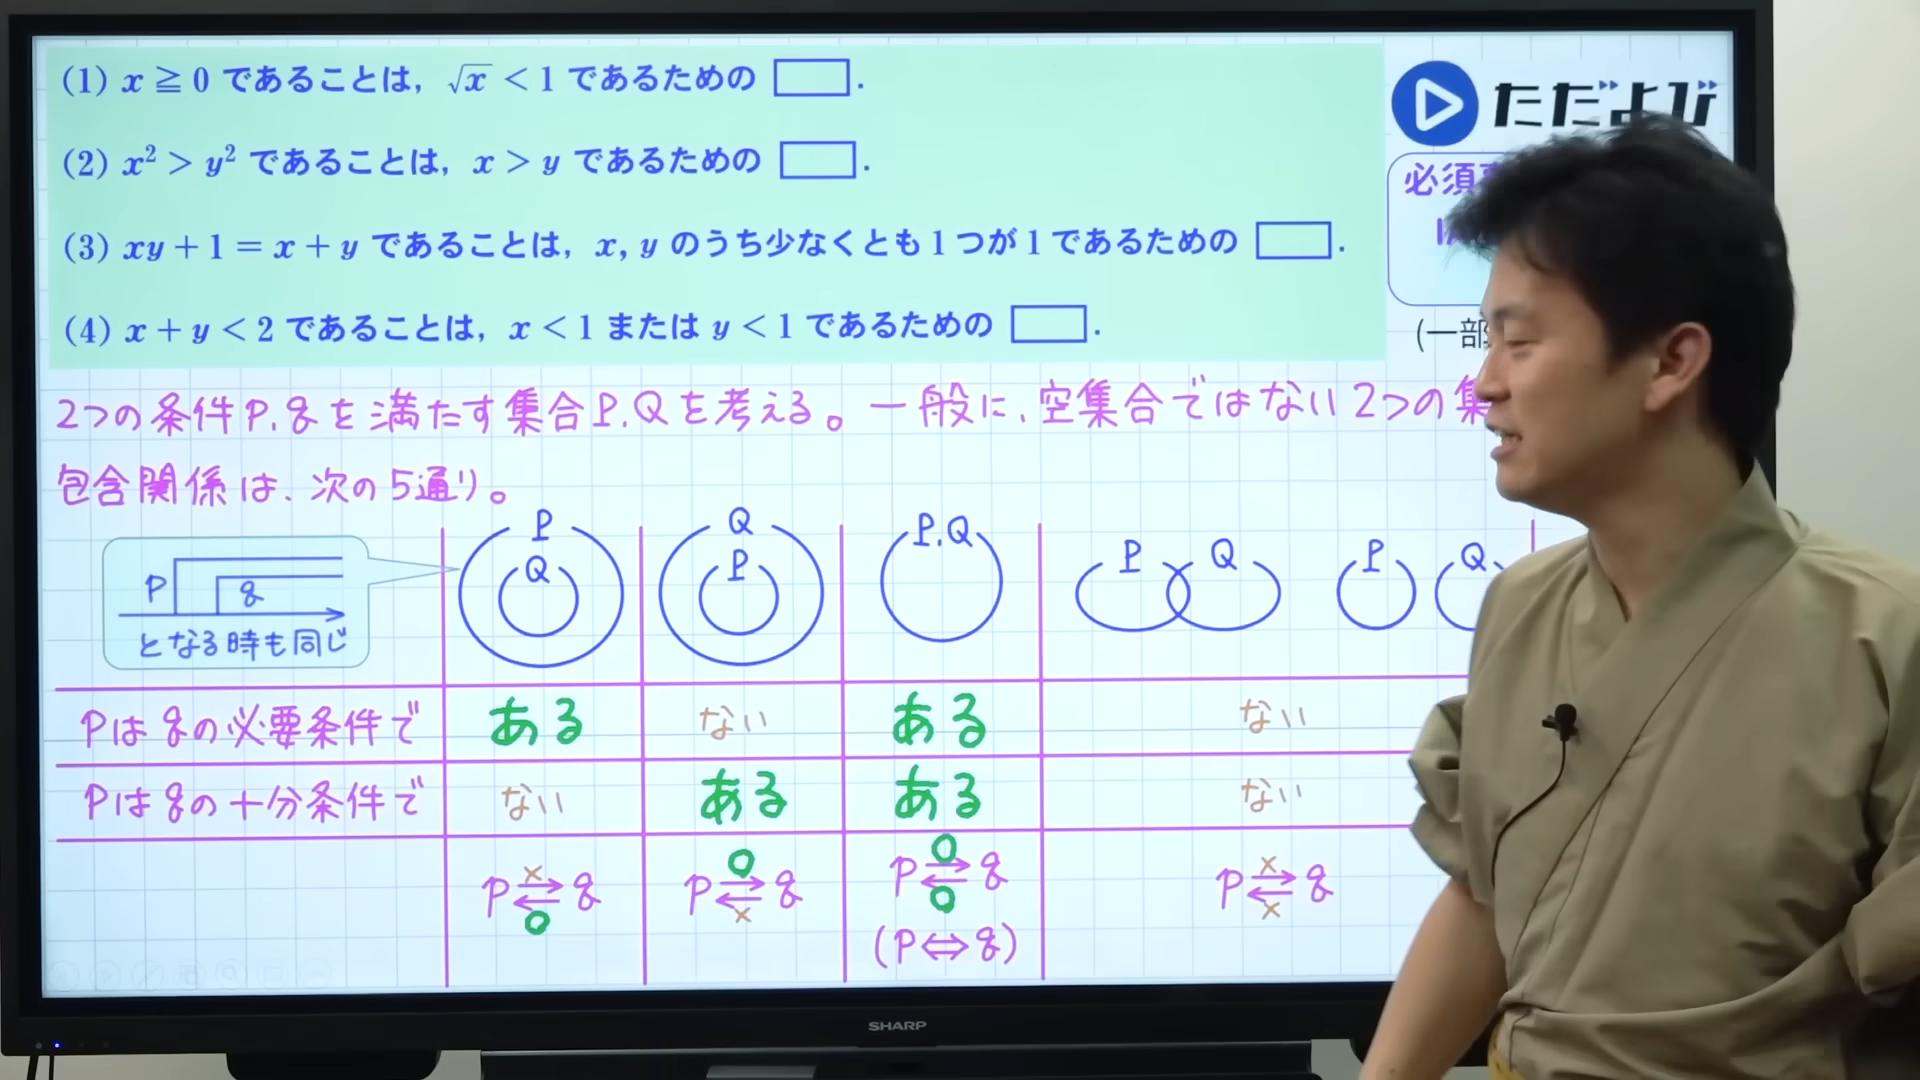 (1) x ≧ 0 であることは, √x < 1 であるための □.
(2) x² > y² であることは, x > y であるための □.
(3) xy + 1 = x + y であることは, x, y のうち少なくとも 1 つが 1 であるための □.
(4) x + y < 2 であることは, x < 1 または y < 1 であるための □.
ただよび
必須
(一部
2つの条件P.qを満たす集合P.Qを考える。一般に、空集合ではない2つの集
包含関係は、次の5通り。
P q
となる時も同じ
P Q
Q P
P.Q
P Q
P Q
Pはqの必要条件で ある ない ある ない
Pはqの十分条件で ない ある ある ない
P ⇄ q × ○
P ⇄ q ○ ×
P ⇄ q ○ ○
(P⇔q)
P ⇄ q × ×
SHARP